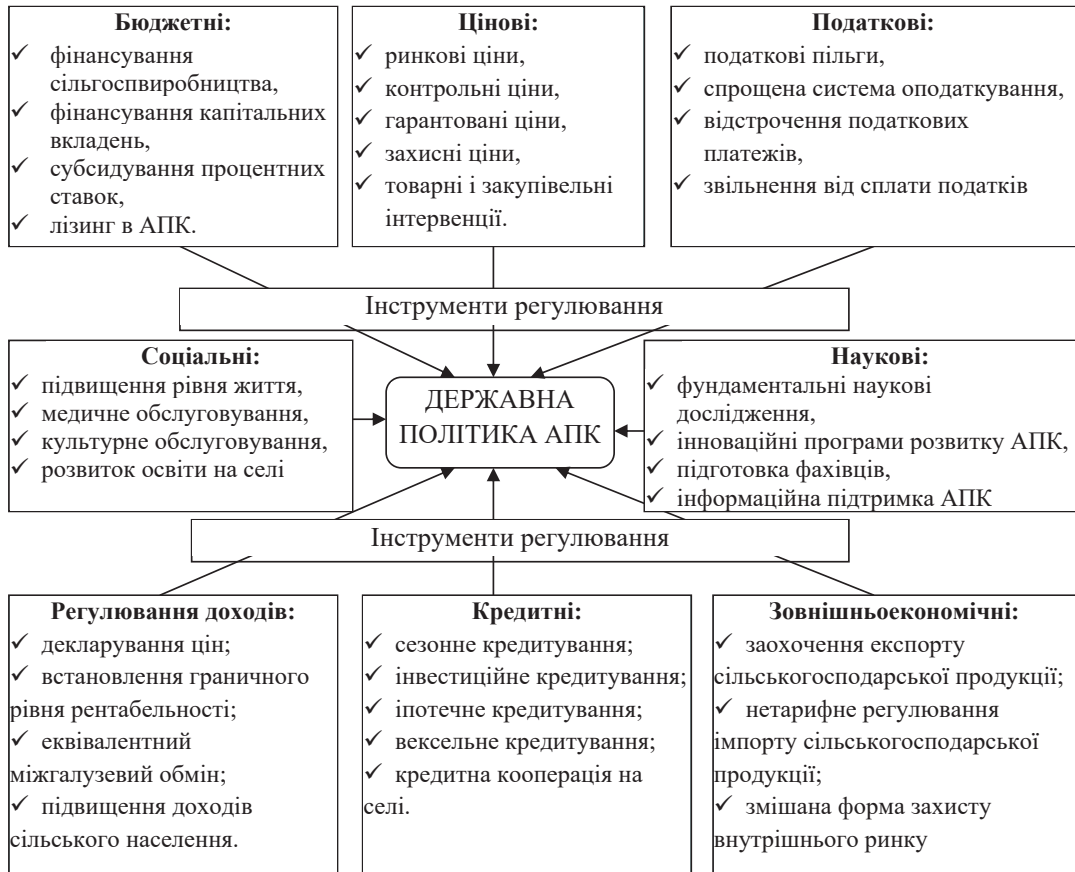 Бюджетні:
✓ фінансування
сільгоспвиробництва,
✓ фінансування капітальних
вкладень,
✓ субсидування процентних
ставок,
✓ лізинг в АПК.
Цінові:
✓ ринкові ціни,
✓ контрольні ціни,
✓ гарантовані ціни,
✓ захисні ціни,
✓ товарні і закупівельні
інтервенції.
Податкові:
✓ податкові пільги,
✓ спрощена система оподаткування,
✓ відстрочення податкових
платежів,
✓ звільнення від сплати податків
Інструменти регулювання
Соціальні:
✓ підвищення рівня життя,
✓ медичне обслуговування,
✓ культурне обслуговування,
✓ розвиток освіти на селі
ДЕРЖАВНА
ПОЛІТИКА АПК
Наукові:
✓ фундаментальні наукові
дослідження,
✓ інноваційні програми розвитку АПК,
✓ підготовка фахівців,
✓ інформаційна підтримка АПК
Інструменти регулювання
Регулювання доходів:
✓ декларування цін;
✓ встановлення граничного
рівня рентабельності;
✓ еквівалентний
міжгалузевий обмін;
✓ підвищення доходів
сільського населення.
Кредитні:
✓ сезонне кредитування;
✓ інвестиційне кредитування;
✓ іпотечне кредитування;
✓ вексельне кредитування;
✓ кредитна кооперація на
селі.
Зовнішньоекономічні:
✓ заохочення експорту
сільськогосподарської продукції;
✓ нетарифне регулювання
імпорту сільськогосподарської
продукції;
✓ змішана форма захисту
внутрішнього ринку